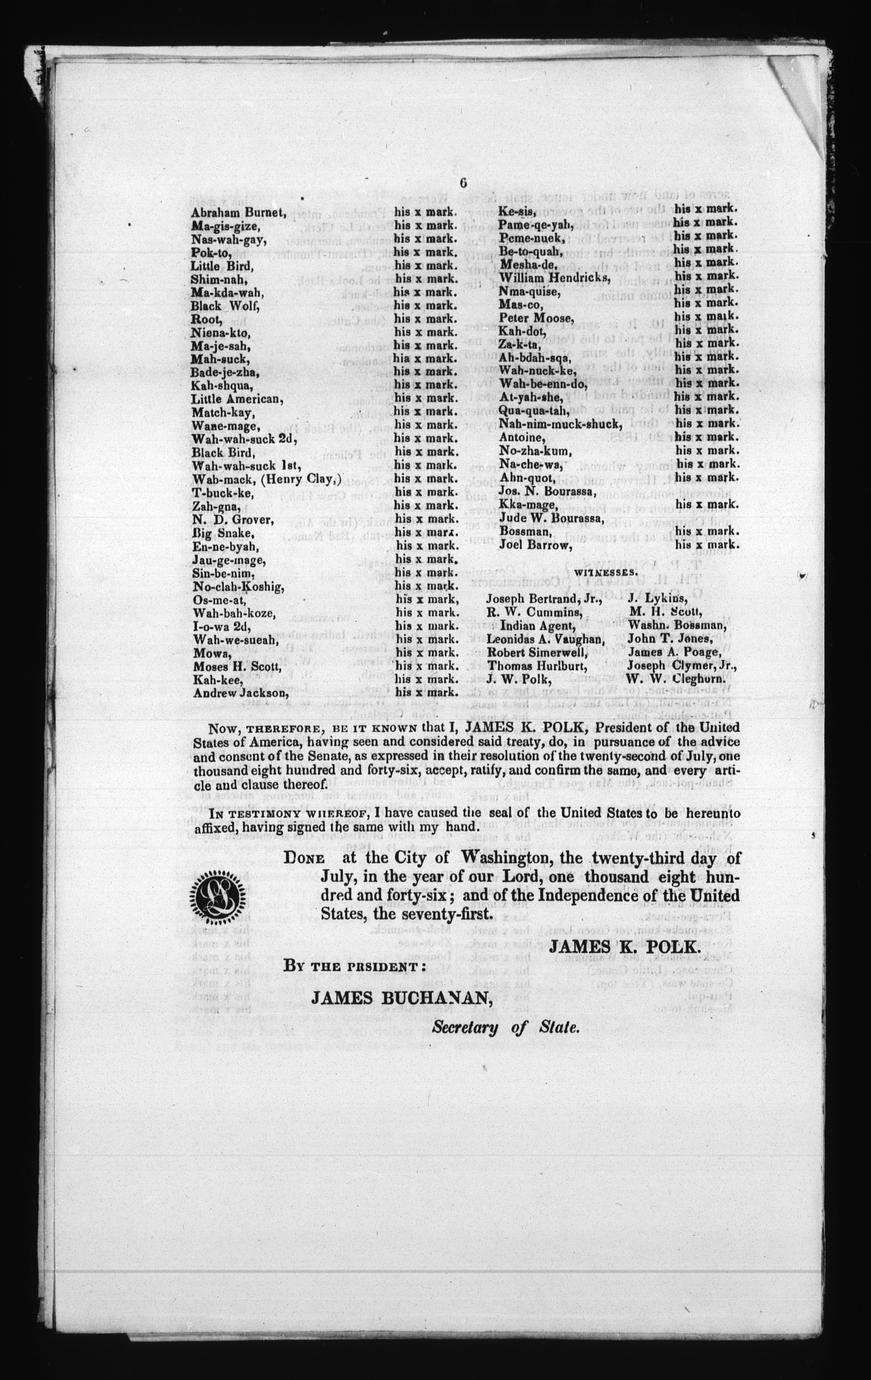 6
Abraham Burnet, his x mark.
Ma-gis-gize, his x mark.
Nas-wah-gay, his x mark.
Pok-to, his x mark.
Little Bird, his x mark.
Shim-nah, his x mark.
Ma-kda-wah, his x mark.
Black Wolf, his x mark.
Root, his x mark.
Niena-kto, his x mark.
Ma-je-sah, his x mark.
Mah-suck, hia x mark.
Bade-je-zha, his x mark.
Kah-shqua, his x mark.
Little American, his x mark.
Match-kay, his x mark.
Wane-mage, his x mark.
Wah-wah-suck 2d, his x mark.
Black Bird, his x mark.
Wah-wah-suck 1st, his x mark.
Wab-mack, (Henry Clay,) his x mark.
T-buck-ke, his x mark.
Zah-gna, his x mark.
N. D. Grover, his x mark.
Big Snake, his x mark.
En-ne-byah, his x mark.
Jau-ge-mage, his x mark.
Sin-be-nim, his x mark.
No-clah-Koshig, his x mark.
Os-me-at, his x mark,
Wah-bah-koze, his x mark.
I-o-wa 2d, his x mark.
Wah-we-sueah, his x mark.
Mowa, his x mark.
Moses H. Scott, his x mark.
Kah-kee, his x mark.
Andrew Jackson, his x mark.
Ke-sis, his x mark.
Pame-qe-yah, his x mark.
Peme-nuek, his x mark.
Be-to-quah, his x mark.
Mesha-de, his x mark.
William Hendricks, his x mark.
Nma-quise, his x mark.
Mas-co, his x mark.
Peter Moose, his x mark.
Kah-dot, his x mark.
Za-k-ta, his x mark.
Ah-bdah-sqa, his x mark.
Wah-nuck-ke, his x mark.
Wah-be-enn-do, his x mark.
At-yah-she, his x mark.
Qua-qua-tah, his x mark.
Nah-nim-muck-shuck, his x mark.
Antoine, his x mark.
No-zha-kum, his x mark.
Na-che-wa, his x mark.
Ahn-quot, his x mark.
Jos. N. Bourassa,
Kka-mage, his x mark.
Jude W. Bourassa,
Bossman, his x mark.
Joel Barrow, his x mark.
WITNESSES.
Joseph Bertrand, Jr., J. Lykins,
R. W. Cummins, M. H. Scott,
Indian Agent, Washn. Bossman,
Leonidas A. Vaughan, John T. Jones,
Robert Simerwell, James A. Poage,
Thomas Hurlburt, Joseph Clymer, Jr.,
J. W. Polk, W. W. Cleghorn.
NOW, THEREFORE, BE IT KNOWN that I, JAMES K. POLK, President of the United
States of America, having seen and considered said treaty, do, in pursuance of the advice
and consent of the Senate, as expressed in their resolution of the twenty-second of July, one
thousand eight hundred and forty-six, accept, ratify, and confirm the same, and every arti-
cle and clause thereof.
IN TESTIMONY WHEREOF, I have caused the seal of the United States to be hereunto
affixed, having signed the same with my hand.
DONE at the City of Washington, the twenty-third day of
July, in the year of our Lord, one thousand eight hun-
dred and forty-six; and of the Independence of the United
States, the seventy-first.
JAMES K. POLK.
BY THE PRSIDENT:
JAMES BUCHANAN,
Secretary of State.